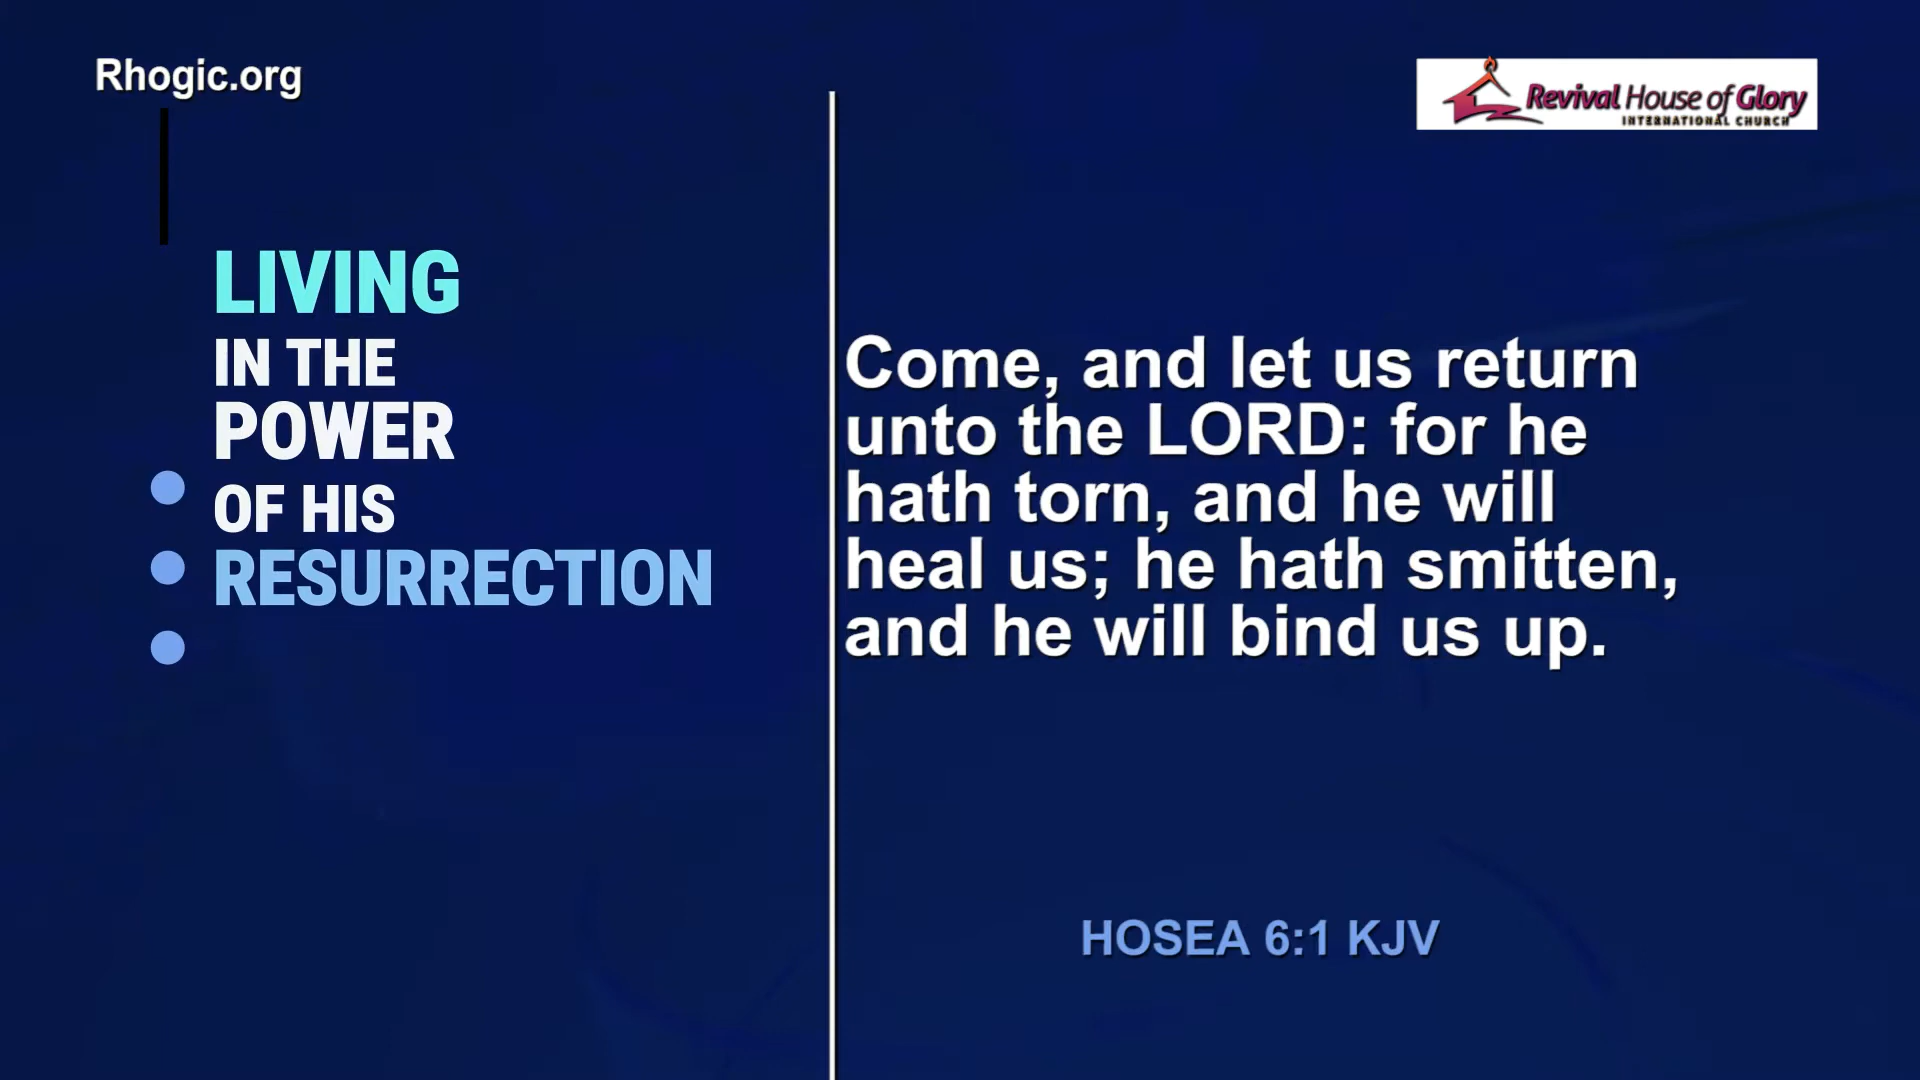 Rhogic.org
Revival House of Glory
INTERNATIONAL CHURCH
LIVING
IN THE
POWER
OF HIS
RESURRECTION
Come, and let us return
unto the LORD: for he
hath torn, and he will
heal us; he hath smitten,
and he will bind us up.
HOSEA 6:1 KJV